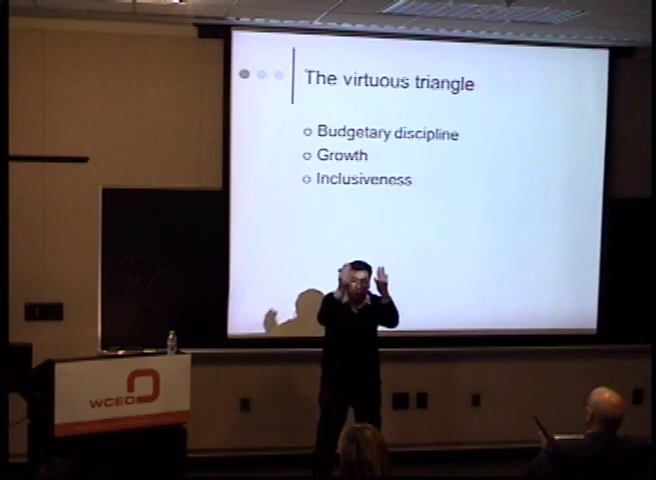 The virtuous triangle
Budgetary discipline
Growth
Inclusiveness
WCED